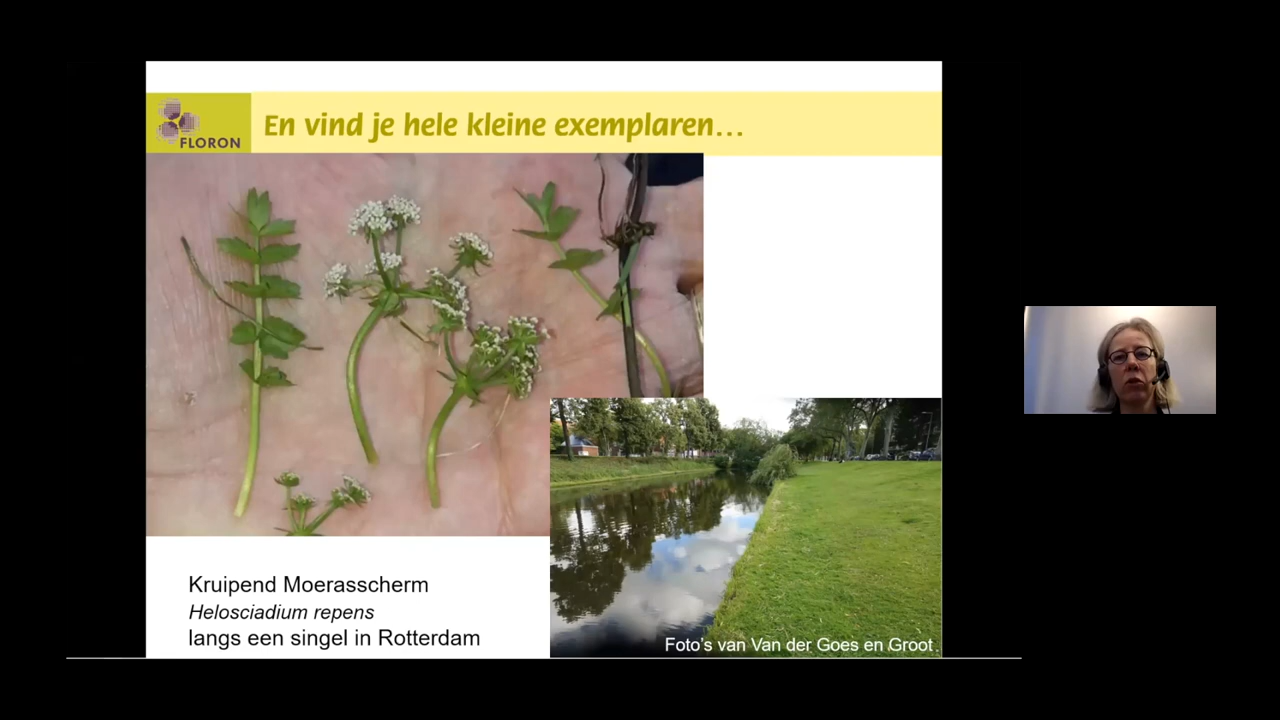 FLORON
En vind je hele kleine exemplaren...
Kruipend Moerasscherm
Helosciadium repens
langs een singel in Rotterdam
Foto's van Van der Goes en Groot.